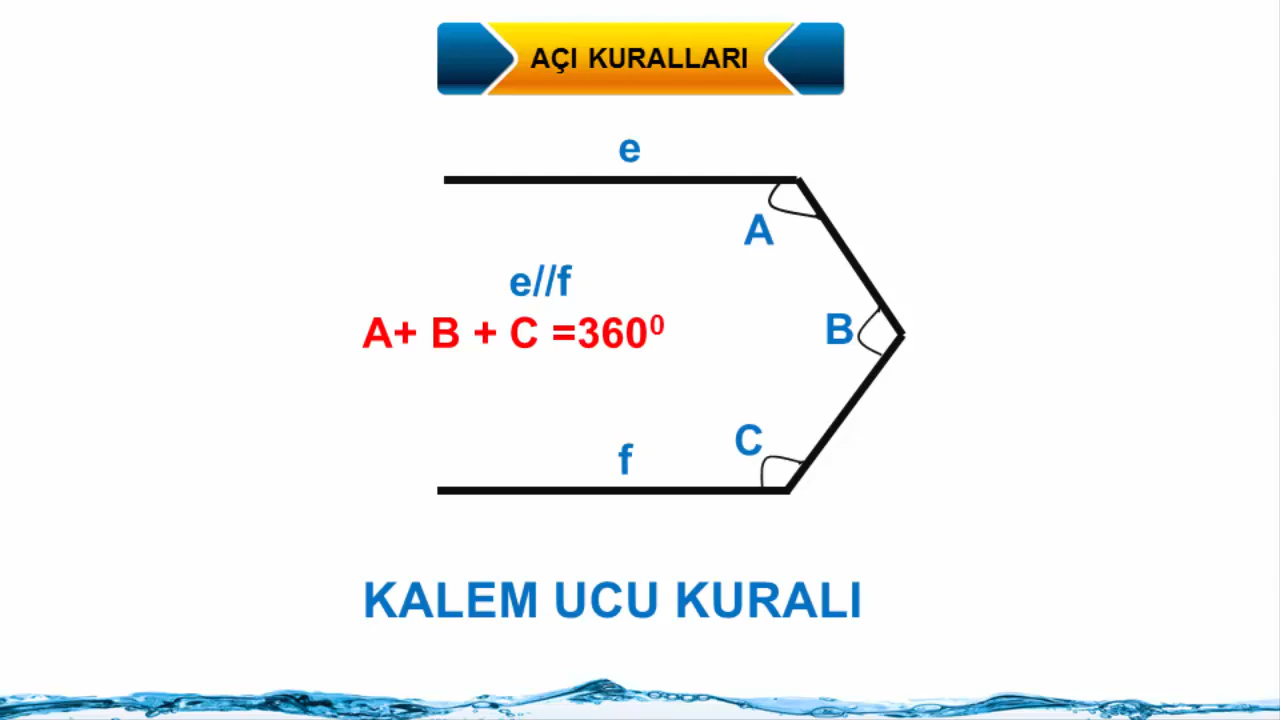 AÇI KURALLARI
e
A
e//f
B
A+ B + C =360⁰
C
f
KALEM UCU KURALI